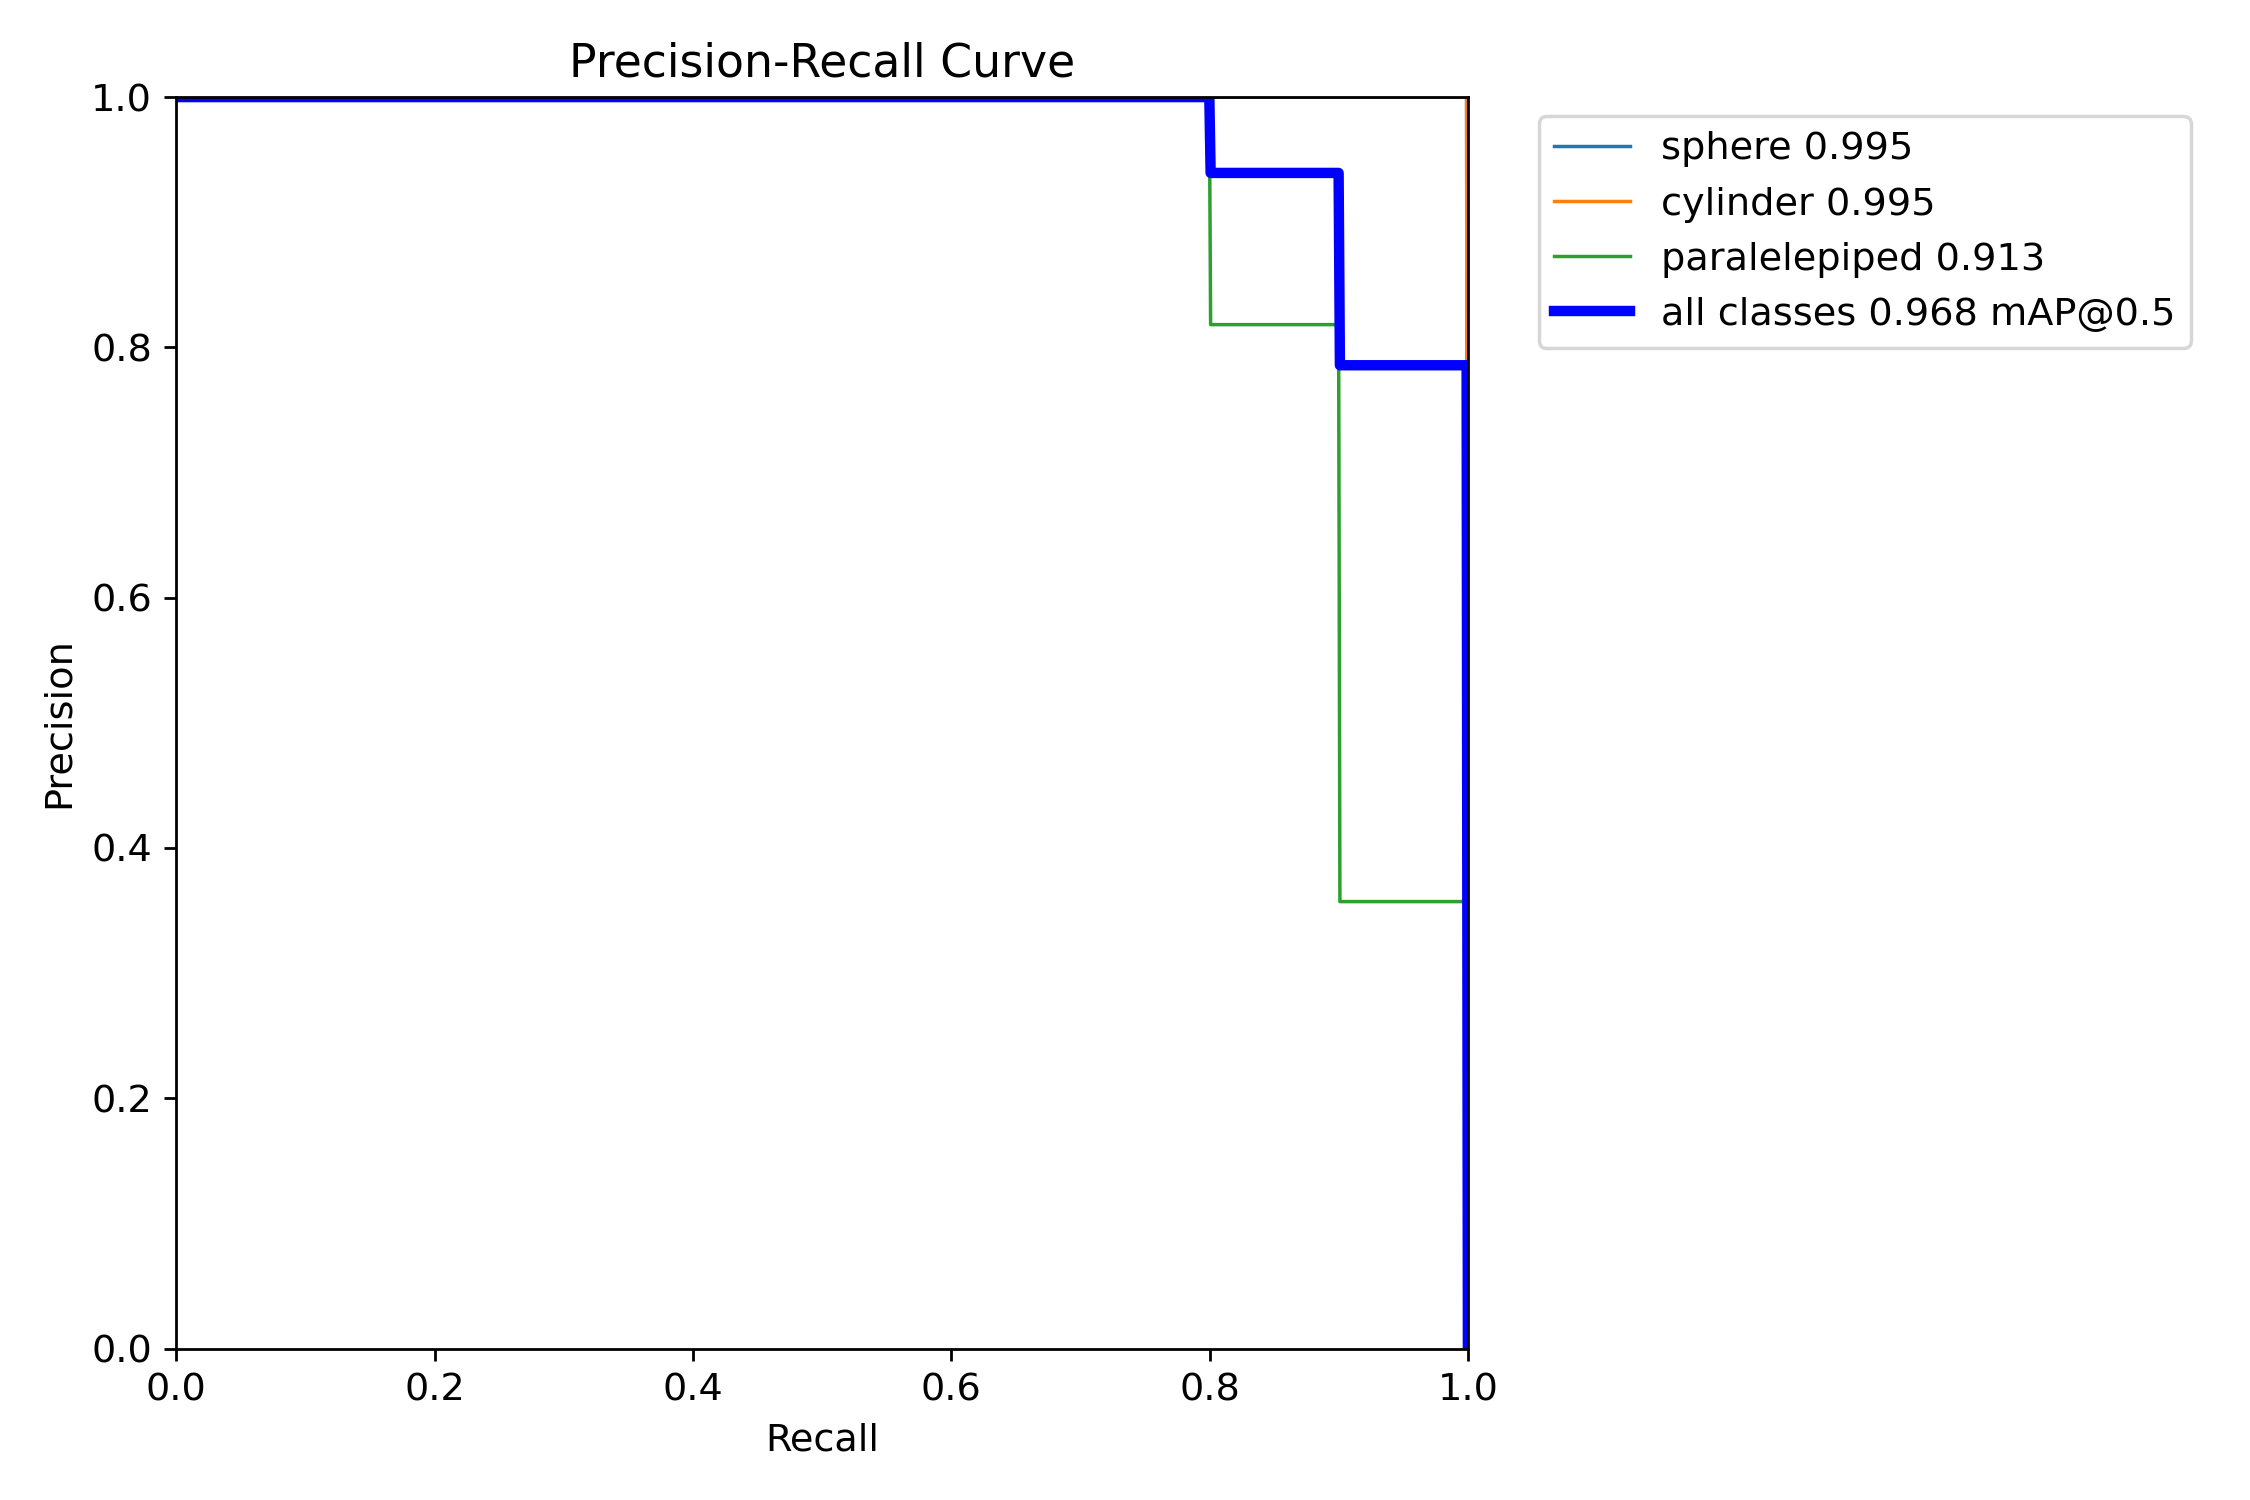 Precision-Recall Curve
1.0
0.8
0.6
0.4
0.2
0.0
Precision
0.0 0.2 0.4 0.6 0.8 1.0
Recall
sphere 0.995
cylinder 0.995
paralelepiped 0.913
all classes 0.968 mAP@0.5